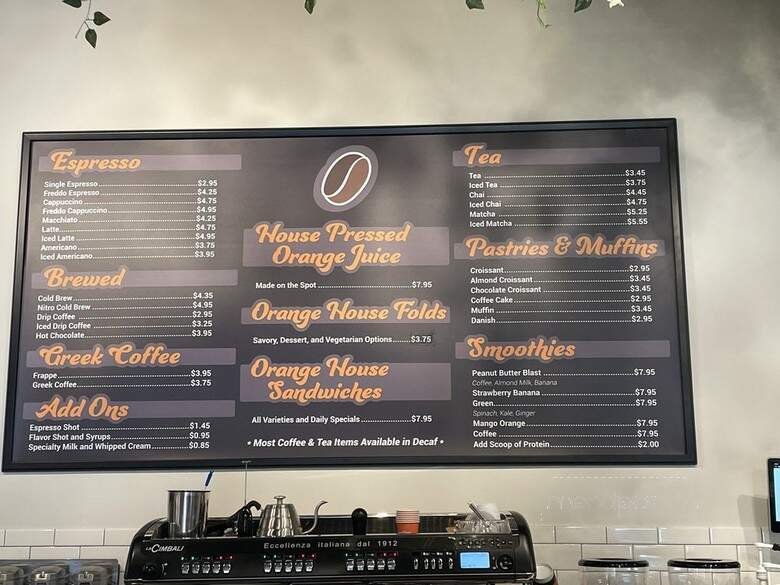 Espresso
Single Espresso $2.95
Freddo Espresso $4.25
Cappuccino $4.75
Freddo Cappuccino $4.95
Macchiato $4.25
Latte $4.75
Iced Latte $4.95
Americano $3.75
Iced Americano $3.95
Brewed
Cold Brew $4.35
Nitro Cold Brew $4.95
Drip Coffee $2.95
Iced Drip Coffee $3.25
Hot Chocolate $3.95
Greek Coffee
Frappe $3.95
Greek Coffee $3.75
Add Ons
Espresso Shot $1.45
Flavor Shot and Syrups $0.95
Specialty Milk and Whipped Cream $0.85
House Pressed
Orange Juice
Made on the Spot $7.95
Orange House Folds
Savory, Dessert, and Vegetarian Options $3.75
Orange House
Sandwiches
All Varieties and Daily Specials $7.95
* Most Coffee & Tea Items Available in Decaf *
Tea
Tea $3.45
Iced Tea $3.75
Chai $4.45
Iced Chai $4.75
Matcha $5.25
Iced Matcha $5.55
Pastries & Muffins
Croissant $2.95
Almond Croissant $3.45
Chocolate Croissant $3.45
Coffee Cake $2.95
Muffin $3.45
Danish $2.95
Smoothies
Peanut Butter Blast $7.95
Coffee, Almond Milk, Banana
Strawberry Banana $7.95
Green $7.95
Spinach, Kale, Ginger
Mango Orange $7.95
Coffee $7.95
Add Scoop of Protein $2.00
LaCIMBALI
Eccellenza italiana dal 1912